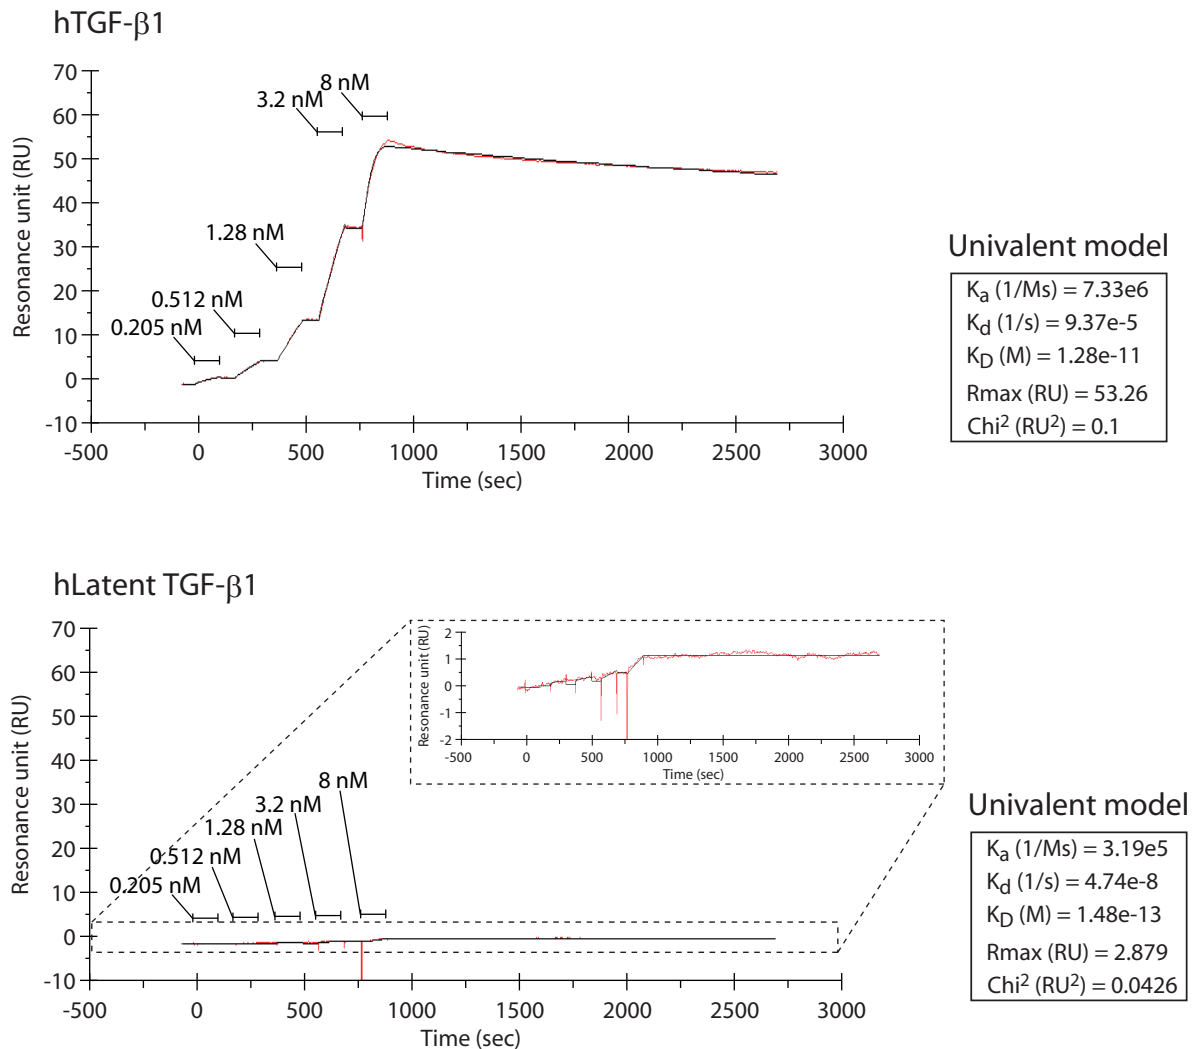 hTGF-β1
70
60
50
40
30
20
10
0
-10
Resonance unit (RU)
0.205 nM
0.512 nM
1.28 nM
3.2 nM
8 nM
-500 0 500 1000 1500 2000 2500 3000
Time (sec)
Univalent model
Ka (1/Ms) = 7.33e6
Kd (1/s) = 9.37e-5
KD (M) = 1.28e-11
Rmax (RU) = 53.26
Chi² (RU²) = 0.1
hLatent TGF-β1
70
60
50
40
30
20
10
0
-10
Resonance unit (RU)
0.205 nM
0.512 nM
1.28 nM
3.2 nM
8 nM
-500 0 500 1000 1500 2000 2500 3000
Time (sec)
2
1
0
-1
-2
Resonance unit (RU)
-500 0 500 1000 1500 2000 2500 3000
Time (sec)
Univalent model
Ka (1/Ms) = 3.19e5
Kd (1/s) = 4.74e-8
KD (M) = 1.48e-13
Rmax (RU) = 2.879
Chi² (RU²) = 0.0426